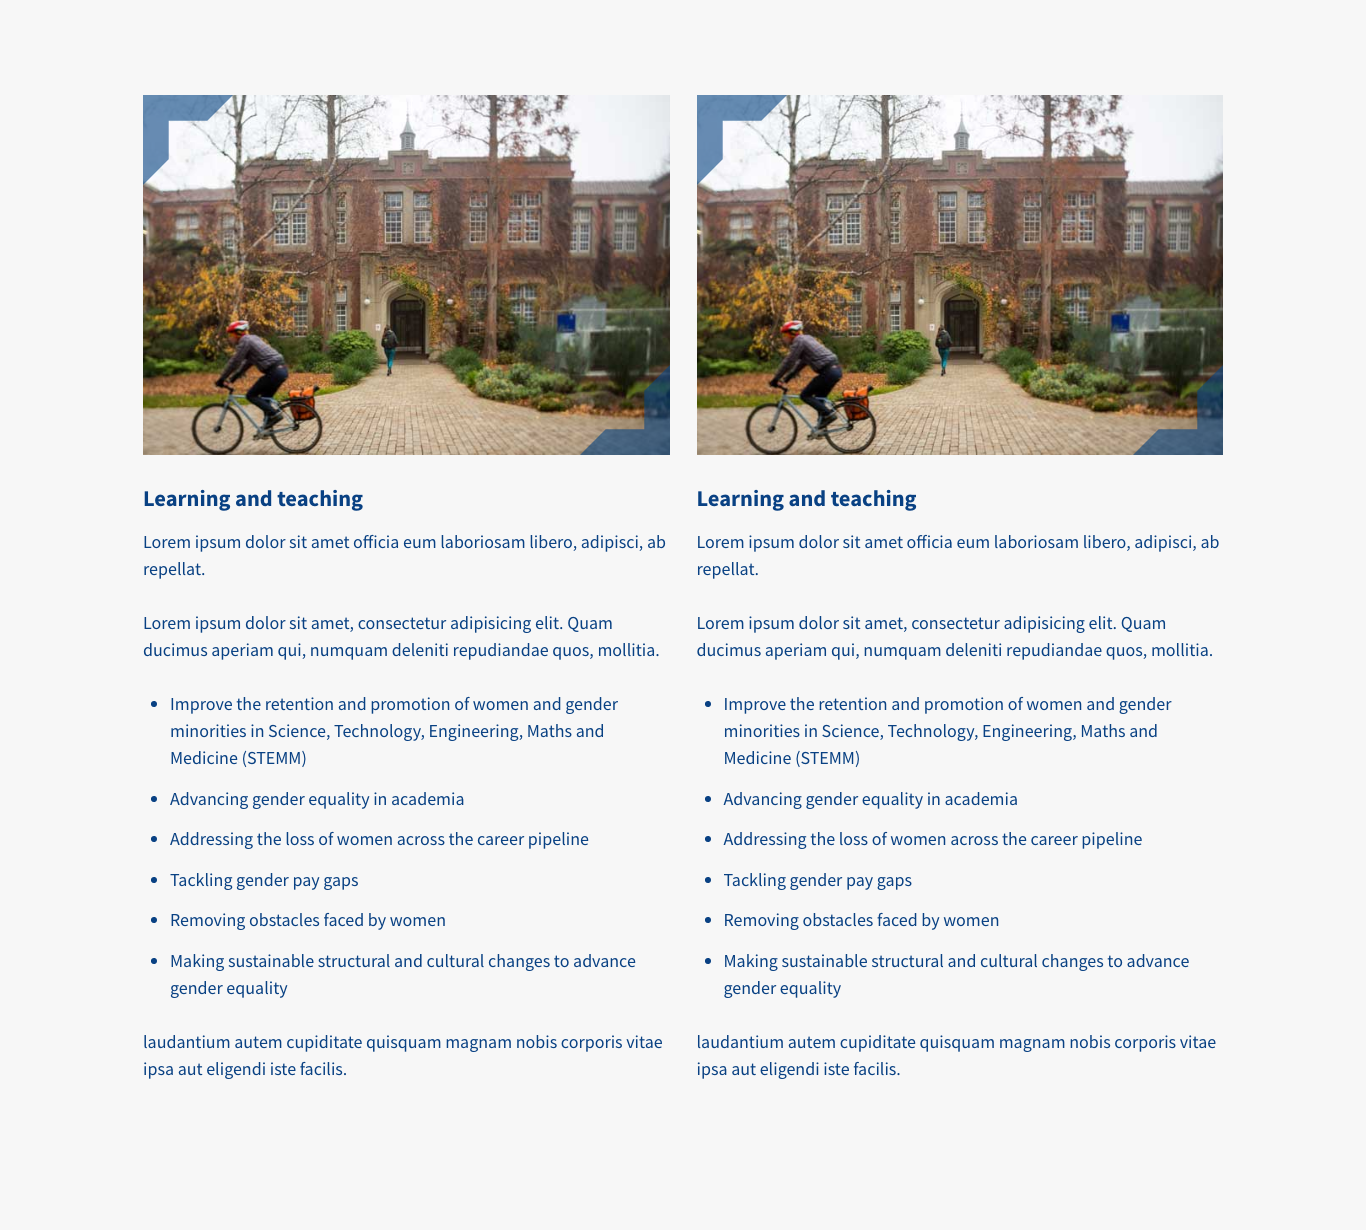 Learning and teaching
Lorem ipsum dolor sit amet officia eum laboriosam libero, adipisci, ab
repellat.
Lorem ipsum dolor sit amet, consectetur adipisicing elit. Quam
ducimus aperiam qui, numquam deleniti repudiandae quos, mollitia.
• Improve the retention and promotion of women and gender
minorities in Science, Technology, Engineering, Maths and
Medicine (STEMM)
• Advancing gender equality in academia
• Addressing the loss of women across the career pipeline
• Tackling gender pay gaps
• Removing obstacles faced by women
• Making sustainable structural and cultural changes to advance
gender equality
laudantium autem cupiditate quisquam magnam nobis corporis vitae
ipsa aut eligendi iste facilis.
Learning and teaching
Lorem ipsum dolor sit amet officia eum laboriosam libero, adipisci, ab
repellat.
Lorem ipsum dolor sit amet, consectetur adipisicing elit. Quam
ducimus aperiam qui, numquam deleniti repudiandae quos, mollitia.
• Improve the retention and promotion of women and gender
minorities in Science, Technology, Engineering, Maths and
Medicine (STEMM)
• Advancing gender equality in academia
• Addressing the loss of women across the career pipeline
• Tackling gender pay gaps
• Removing obstacles faced by women
• Making sustainable structural and cultural changes to advance
gender equality
laudantium autem cupiditate quisquam magnam nobis corporis vitae
ipsa aut eligendi iste facilis.